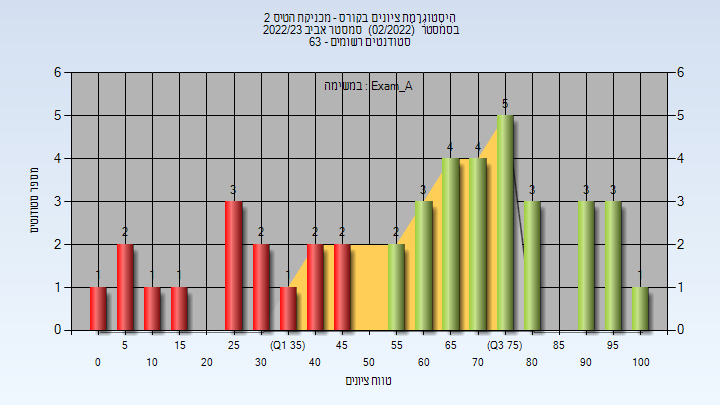 היסטוגרמת ציונים בקורס - מכניקת הטיס 2
בסמסטר (02/2022) סמסטר אביב 2022/23
סטודנטים רשומים - 63
במשימה : Exam_A
6 6
5 5
4 4
3 3
2 2
1 1
0 0
מספר סטודנטים
1 2 1 1 3 2 1 2 2 2 3 4 4 5 3 3 3 1
5 15 25 (Q1 35) 45 55 65 (Q3 75) 85 95
0 10 20 30 40 50 60 70 80 90 100
טווח ציונים